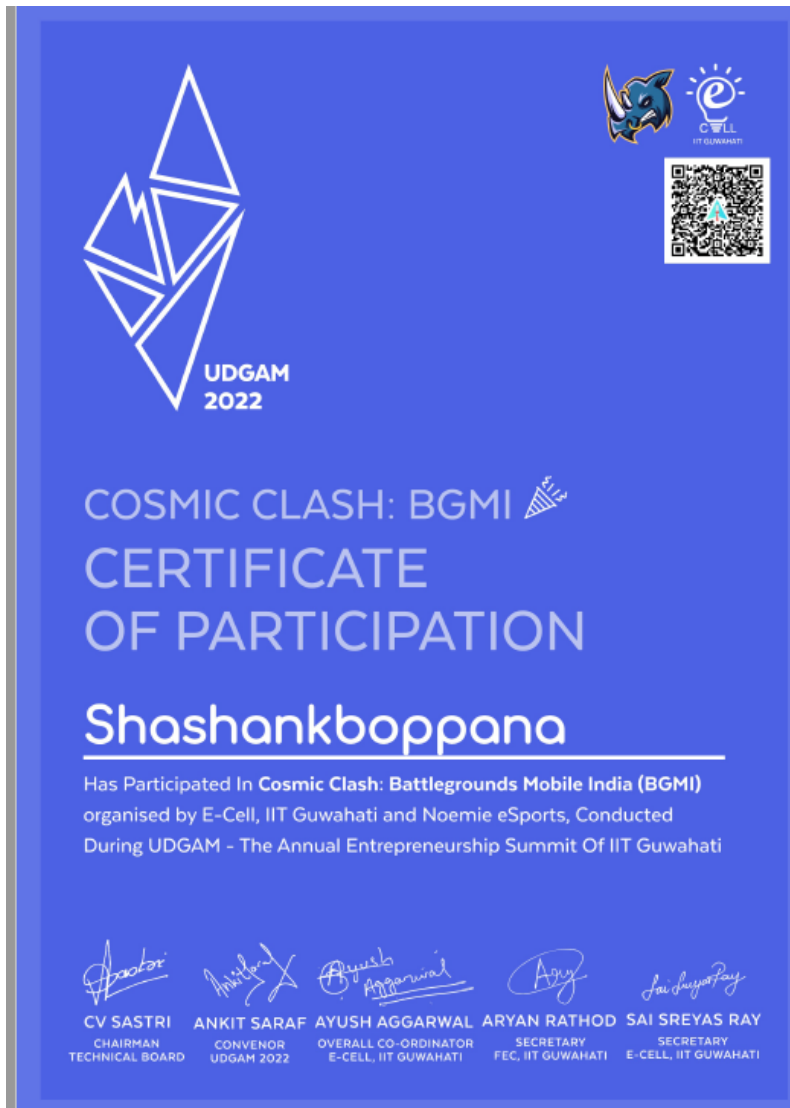 e
CELL
IIT GUWAHATI
UDGAM
2022
COSMIC CLASH: BGMI
CERTIFICATE
OF PARTICIPATION
Shashankboppana
Has Participated In Cosmic Clash: Battlegrounds Mobile India (BGMI)
organised by E-Cell, IIT Guwahati and Noemie eSports, Conducted
During UDGAM - The Annual Entrepreneurship Summit Of IIT Guwahati
Ayush
Aggarwal
CV SASTRI ANKIT SARAF AYUSH AGGARWAL ARYAN RATHOD SAI SREYAS RAY
CHAIRMAN CONVENOR OVERALL CO-ORDINATOR SECRETARY SECRETARY
TECHNICAL BOARD UDGAM 2022 E-CELL, IIT GUWAHATI FEC, IIT GUWAHATI E-CELL, IIT GUWAHATI